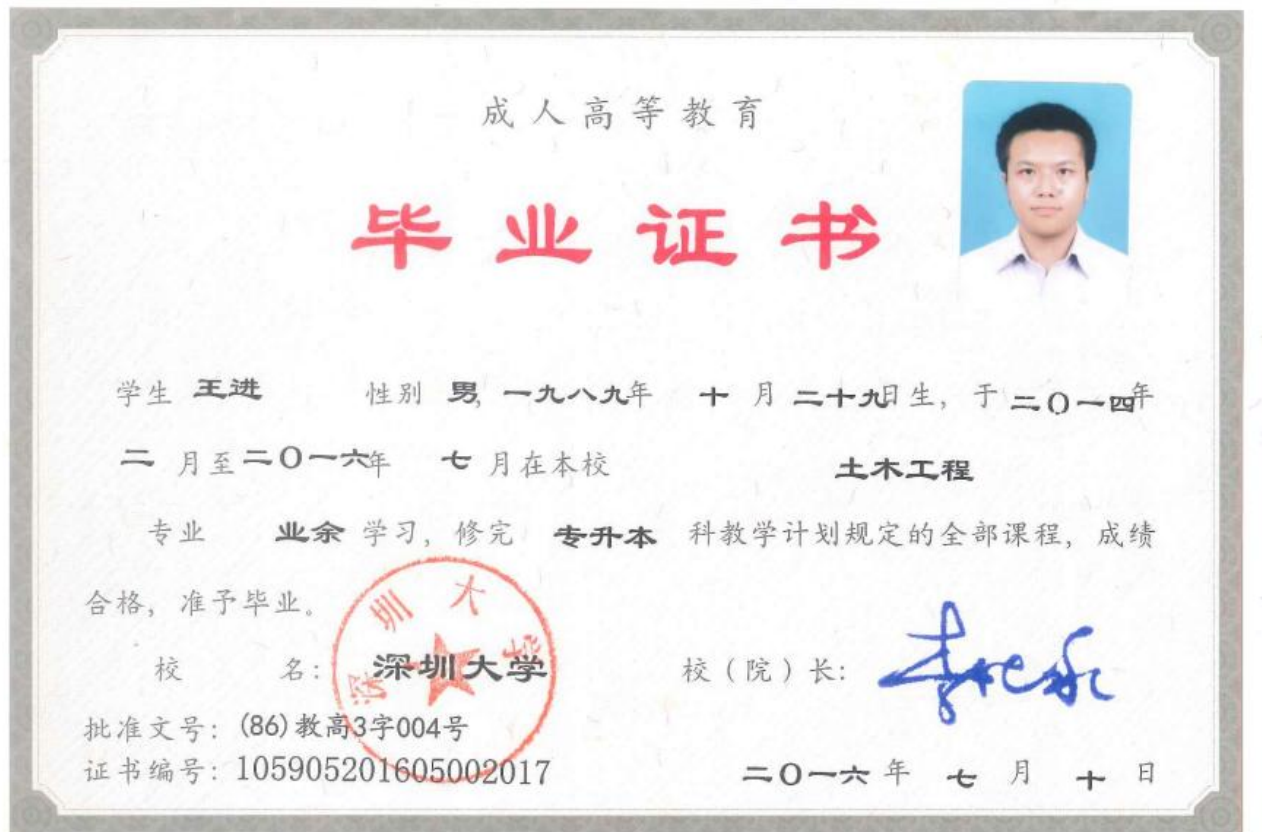 成人高等教育
毕业证书
学生 王进 性别 男, 一九八九年 十 月 二十九日生, 于 二〇一四年
二 月至二〇一六年 七 月在本校 土木工程
专业 业余 学习, 修完 专升本 科教学计划规定的全部课程, 成绩
合格, 准予毕业。
深圳大学
校 名: 深圳大学 校(院)长:
批准文号: (86)教高3字004号
证书编号: 105905201605002017 二〇一六 年 七 月 十 日